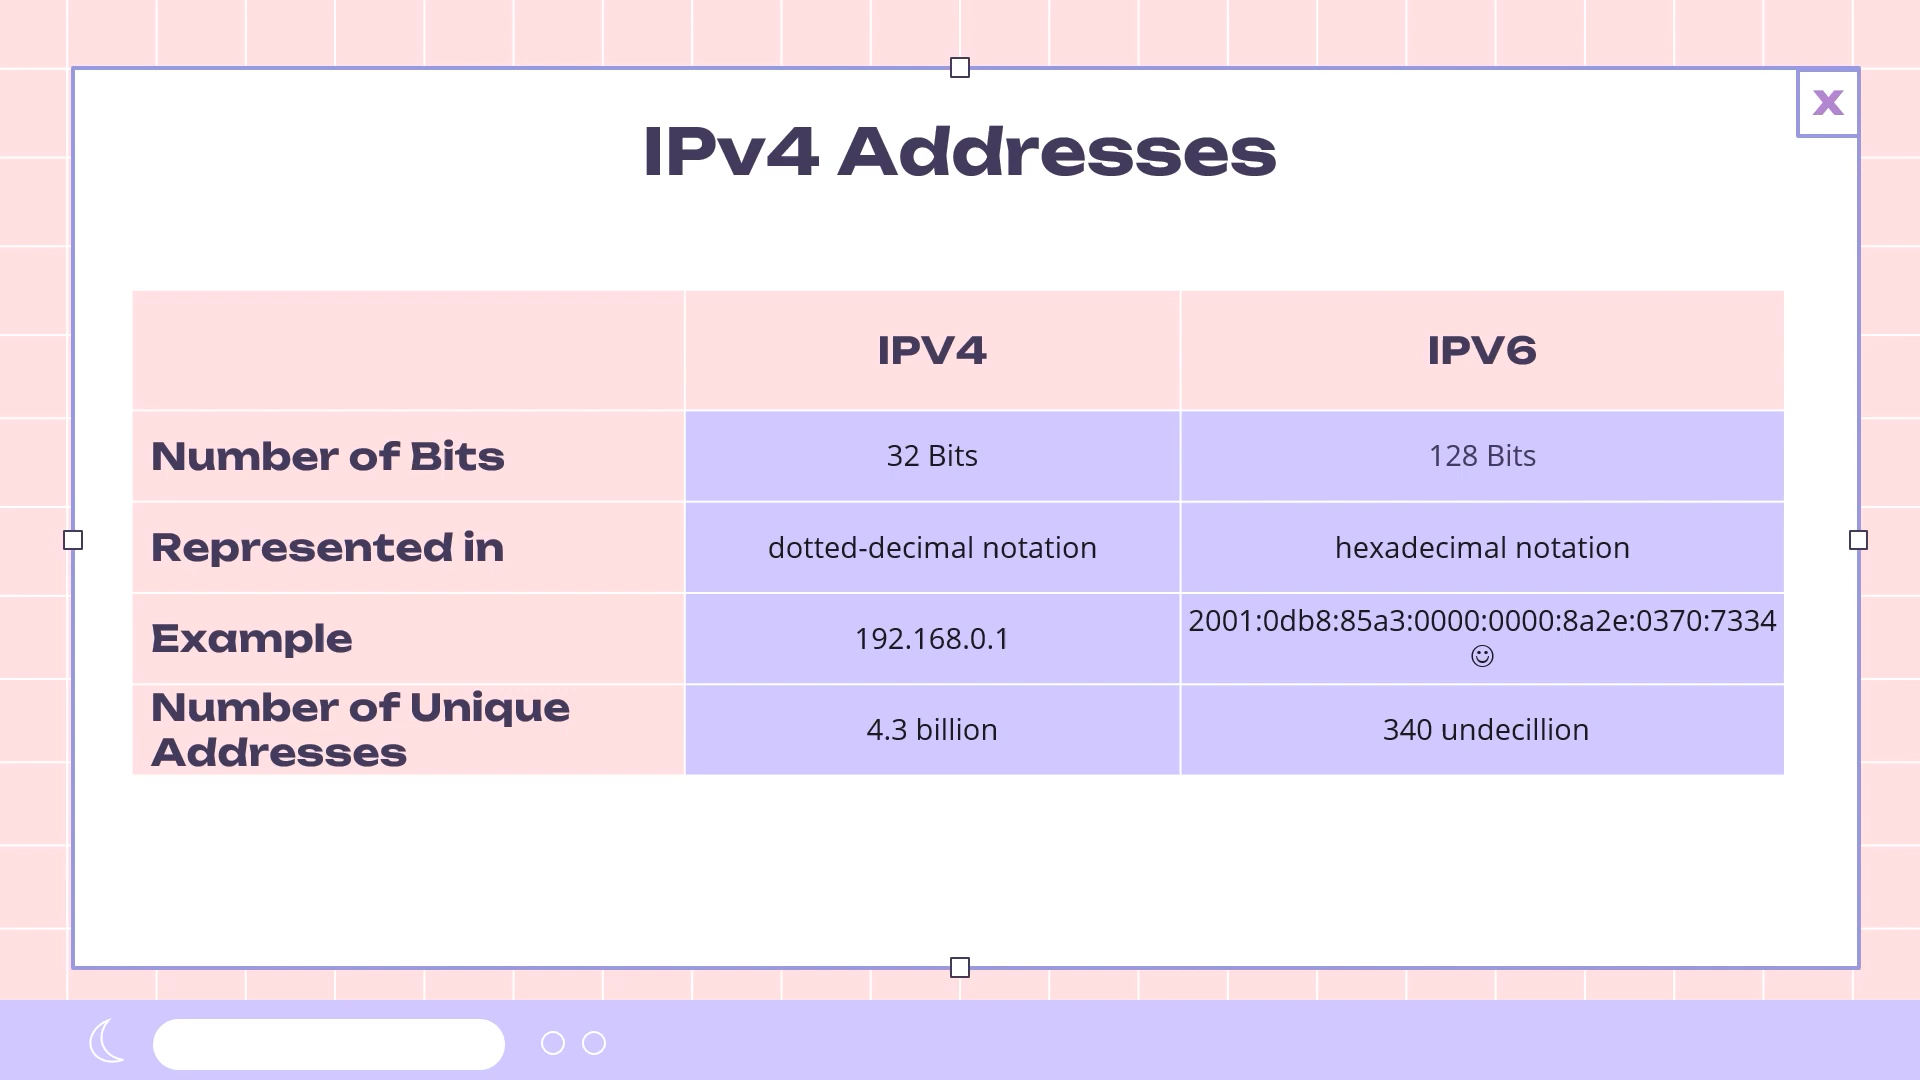 IPv4 Addresses
X
IPV4 IPV6
Number of Bits 32 Bits 128 Bits
Represented in dotted-decimal notation hexadecimal notation
Example 192.168.0.1 2001:0db8:85a3:0000:0000:8a2e:0370:7334
☺
Number of Unique
Addresses 4.3 billion 340 undecillion